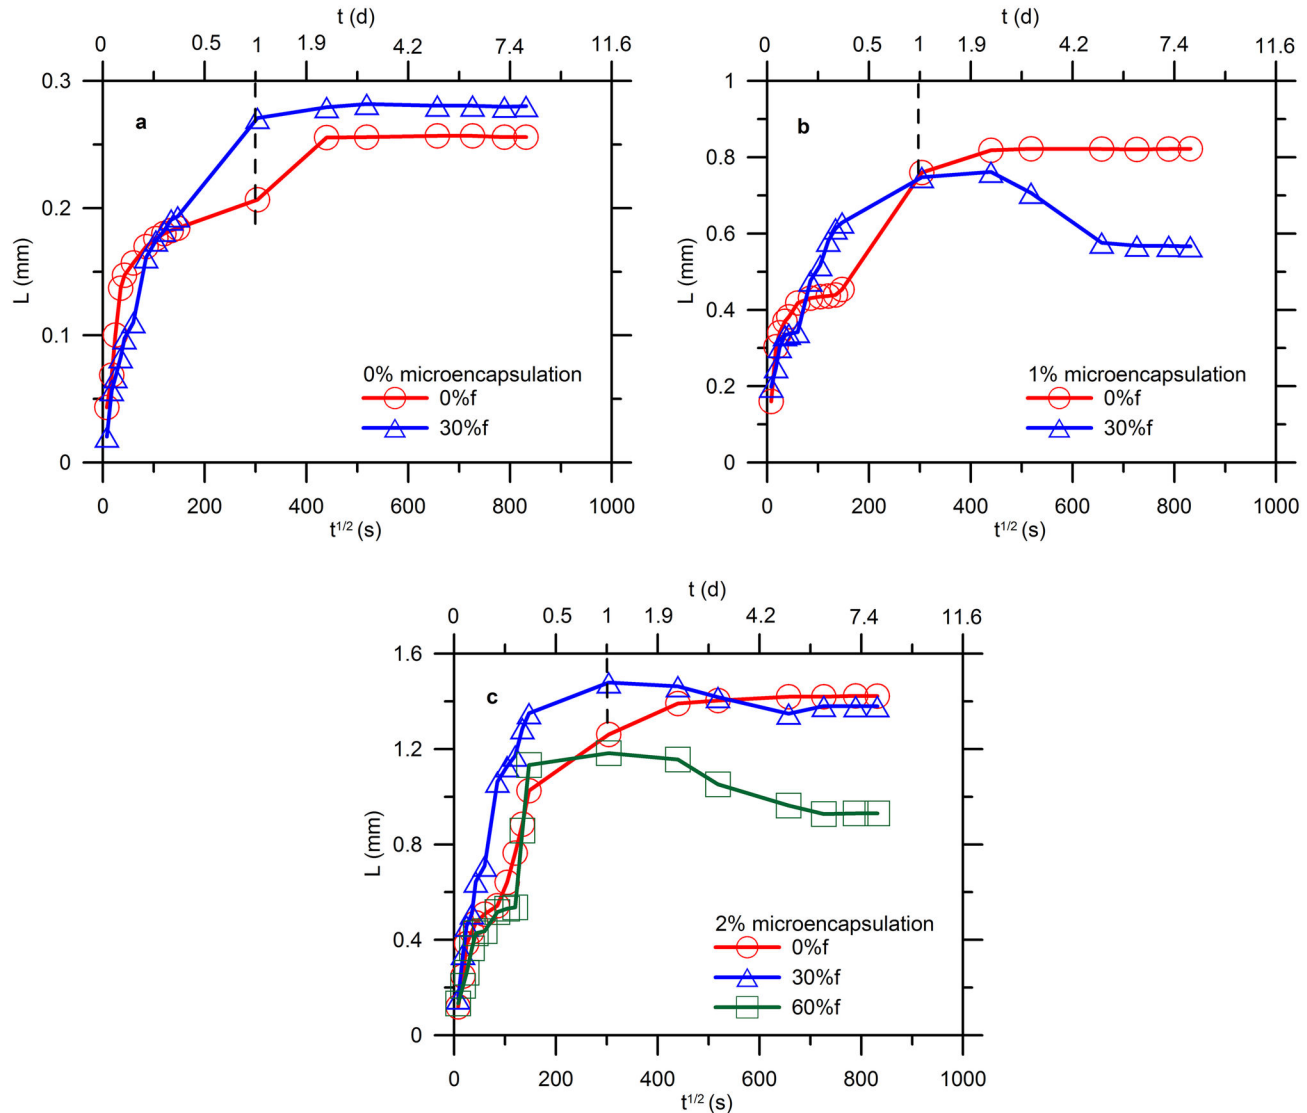 t (d)
0 0.5 1 1.9 4.2 7.4 11.6
0.3
0.2
0.1
0
L (mm)
a
0% microencapsulation
0%f
30%f
0 200 400 600 800 1000
t^1/2 (s)
t (d)
0 0.5 1 1.9 4.2 7.4 11.6
1
0.8
0.6
0.4
0.2
0
L (mm)
b
1% microencapsulation
0%f
30%f
0 200 400 600 800 1000
t^1/2 (s)
t (d)
0 0.5 1 1.9 4.2 7.4 11.6
1.6
1.2
0.8
0.4
0
L (mm)
c
2% microencapsulation
0%f
30%f
60%f
0 200 400 600 800 1000
t^1/2 (s)